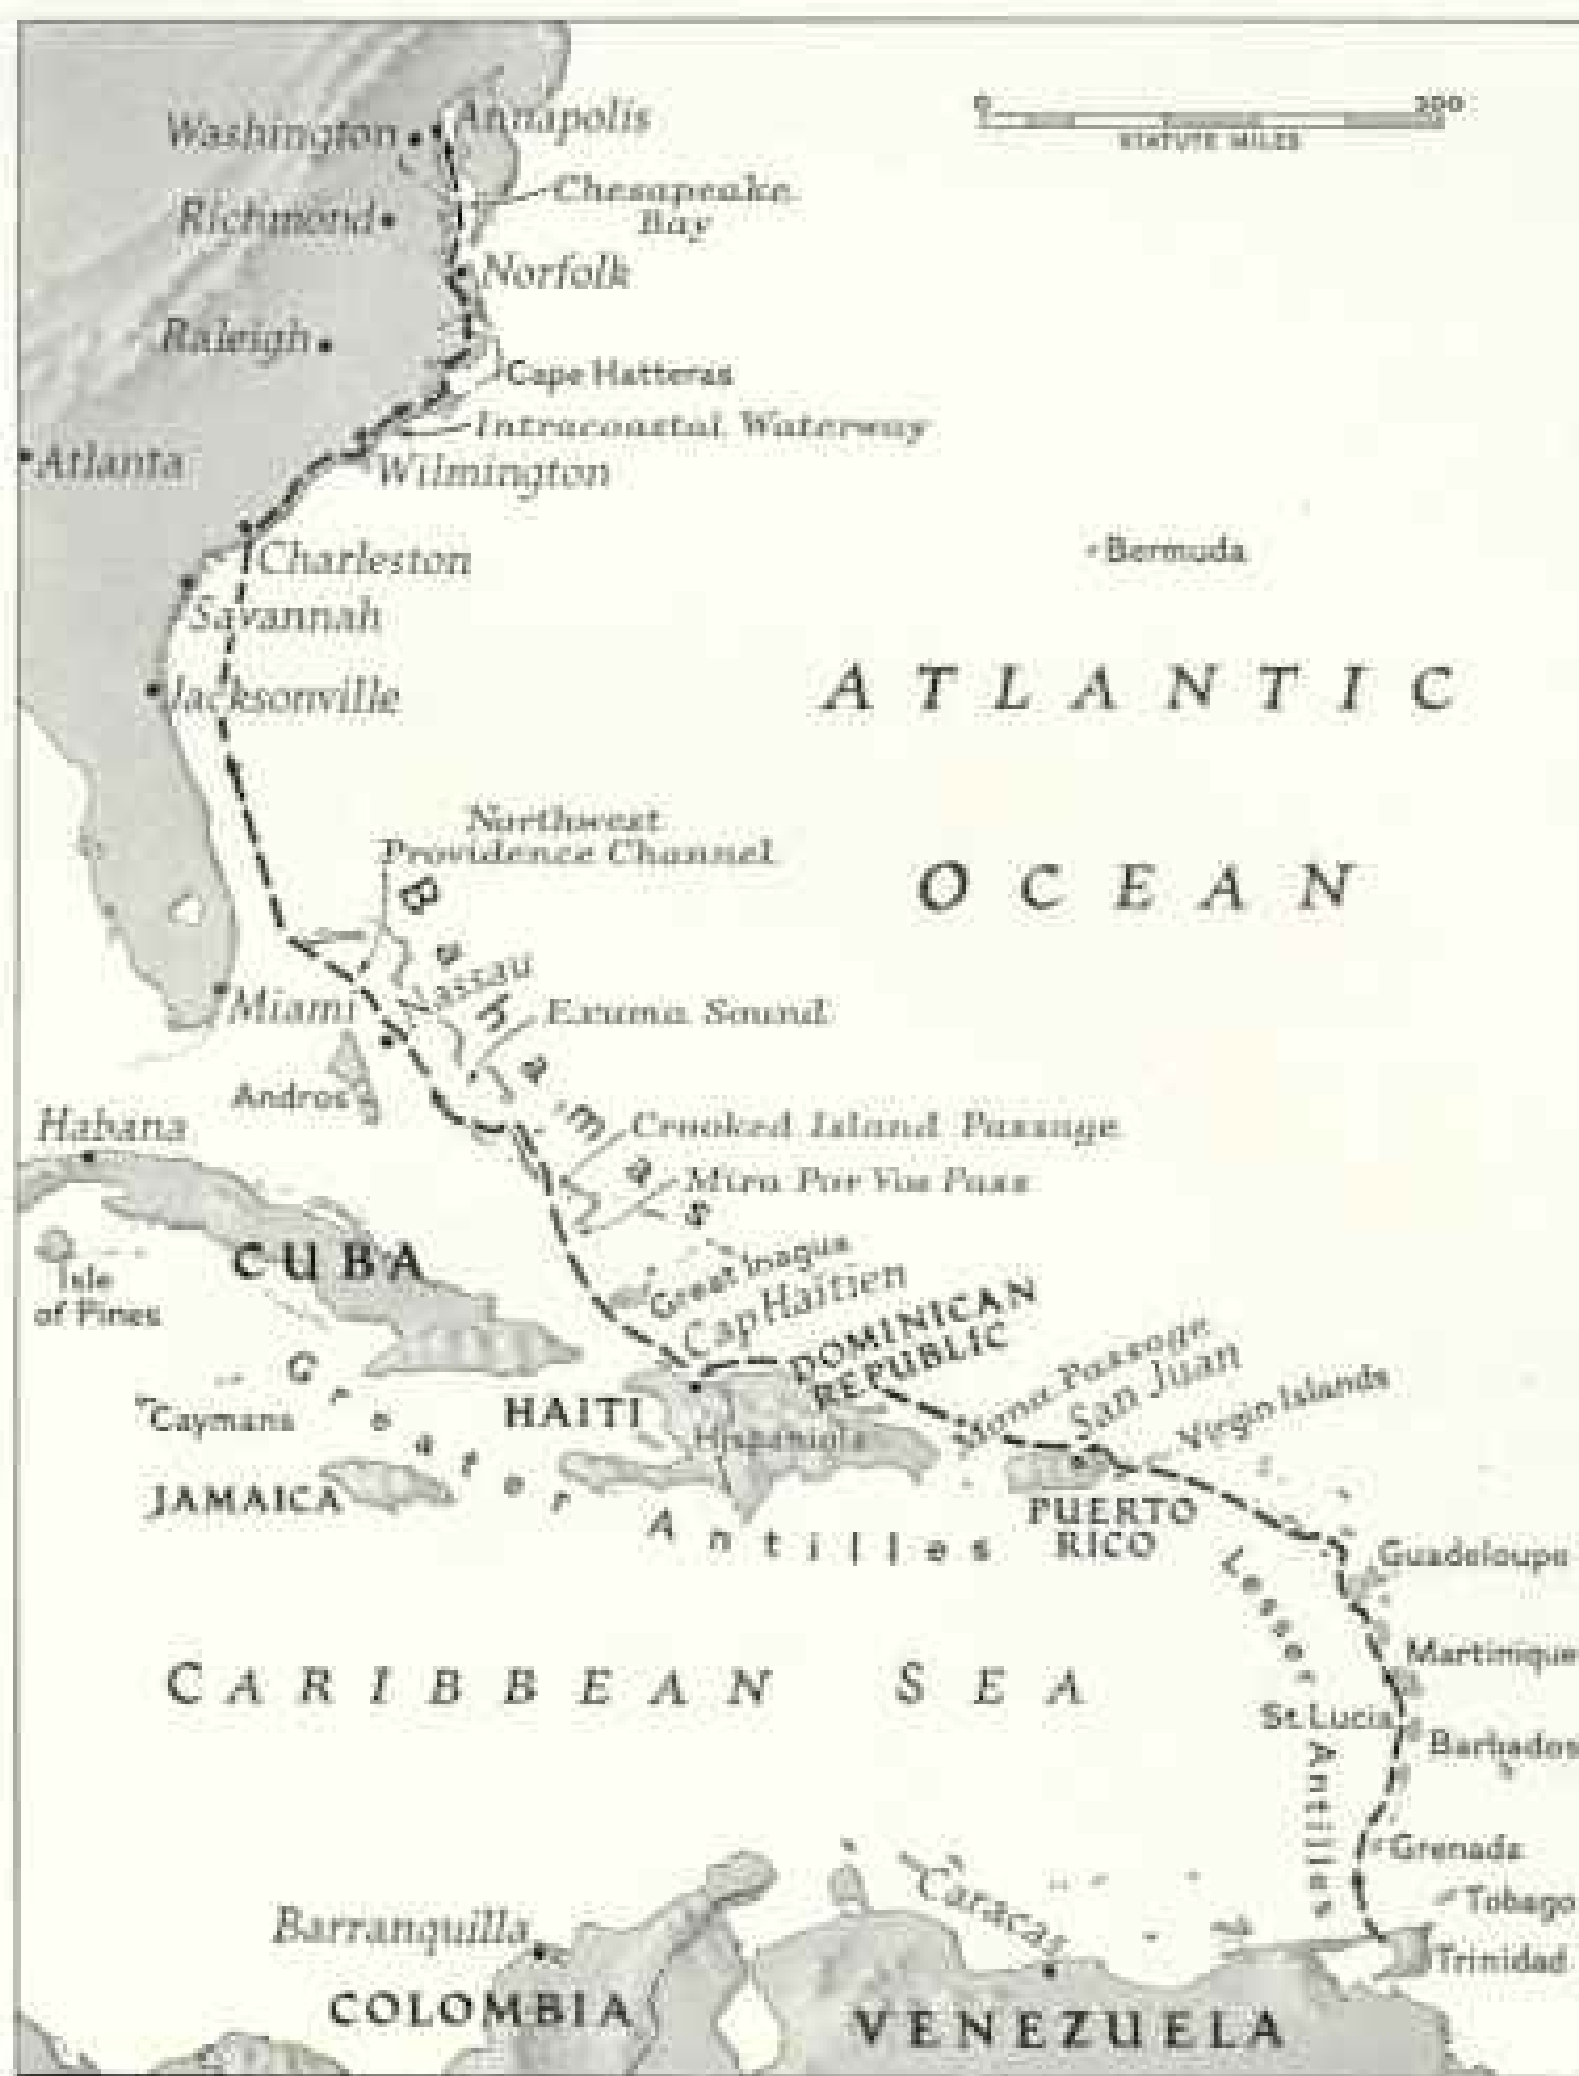 Washington
Annapolis
0 300
STATUTE MILES
Chesapeake
Bay
Richmond
Norfolk
Raleigh
Cape Hatteras
Intracoastal Waterway
Atlanta
Wilmington
Bermuda
Charleston
Savannah
ATLANTIC
Jacksonville
Northwest
Providence Channel
OCEAN
Bahamas
Nassau
Miami
Exuma Sound
Andros
Habana
Crooked Island Passage
Mira Por Vos Pass
CUBA
Isle
of Pines
Great Inagua
Cap Haitien
DOMINICAN
REPUBLIC
Mona Passage
San Juan
Virgin Islands
Caymans
HAITI
Hispaniola
JAMAICA
Greater Antilles
PUERTO
RICO
Guadeloupe
Lesser Antilles
Martinique
CARIBBEAN SEA
St. Lucia
Barbados
Grenada
Caracas
Tobago
Barranquilla
Trinidad
COLOMBIA
VENEZUELA